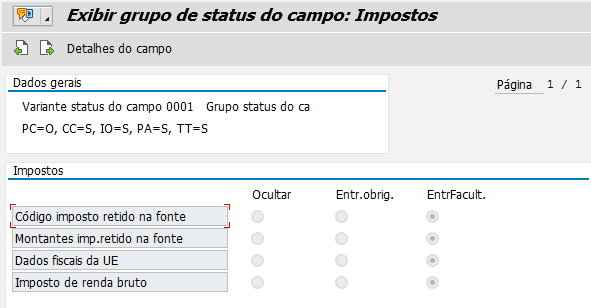 Exibir grupo de status do campo: Impostos
Detalhes do campo
Dados gerais
Página 1 / 1
Variante status do campo 0001 Grupo status do ca
PC=O, CC=S, IO=S, PA=S, TT=S
Impostos
Ocultar Entr.obrig. EntrFacult.
Código imposto retido na fonte
Montantes imp.retido na fonte
Dados fiscais da UE
Imposto de renda bruto